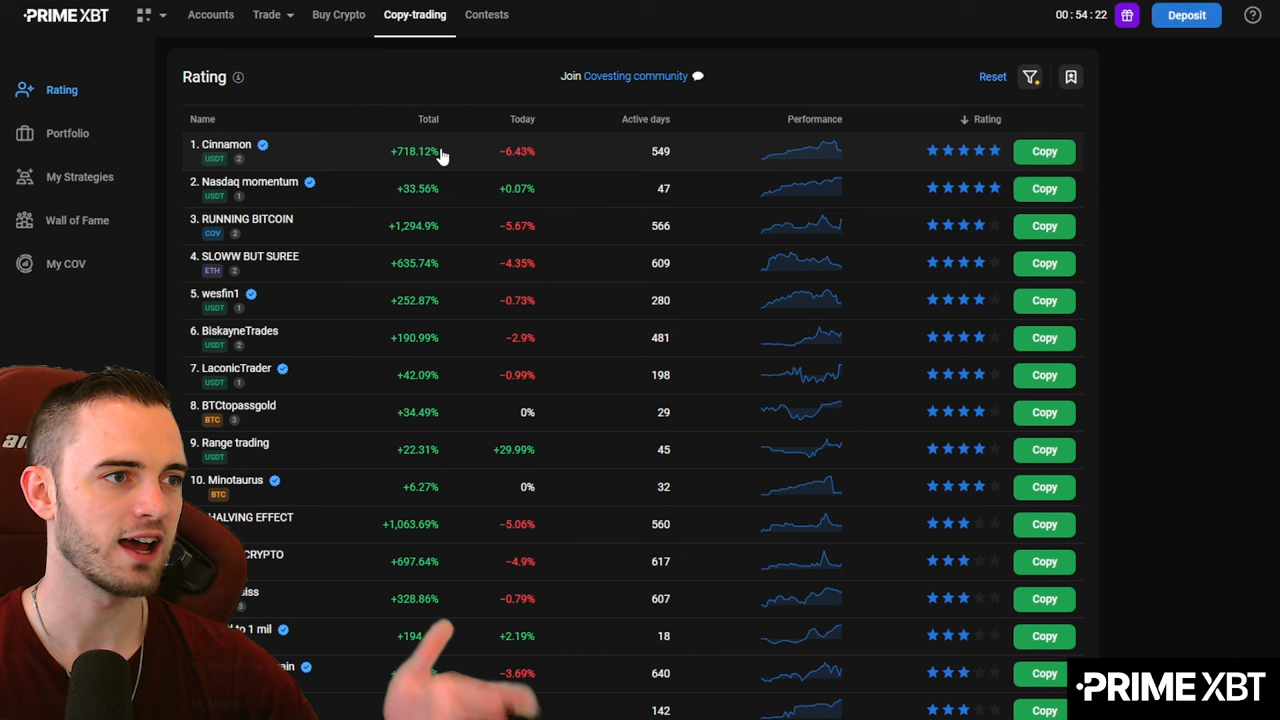 PRIME XBT
Accounts
Trade
Buy Crypto
Copy-trading
Contests
00 : 54 : 22
Deposit
Rating
Portfolio
My Strategies
Wall of Fame
My COV
Rating
Join Covesting community
Reset
Name Total Today Active days Performance Rating
1. Cinnamon +718.12% −6.43% 549 Copy
USDT 2
2. Nasdaq momentum +33.56% +0.07% 47 Copy
USDT 1
3. RUNNING BITCOIN +1,294.9% −5.67% 566 Copy
COV 2
4. SLOWW BUT SUREE +635.74% −4.35% 609 Copy
ETH 2
5. wesfin1 +252.87% −0.73% 280 Copy
USDT 1
6. BiskayneTrades +190.99% −2.9% 481 Copy
USDT 2
7. LaconicTrader +42.09% −0.99% 198 Copy
USDT 1
8. BTCtopassgold +34.49% 0% 29 Copy
BTC 3
9. Range trading +22.31% +29.99% 45 Copy
USDT
10. Minotaurus +6.27% 0% 32 Copy
BTC
HALVING EFFECT +1,063.69% −5.06% 560 Copy
CRYPTO +697.64% −4.9% 617 Copy
+328.86% −0.79% 607 Copy
3
to 1 mil +194 +2.19% 18 Copy
−3.69% 640 Copy
142 Copy
PRIME XBT